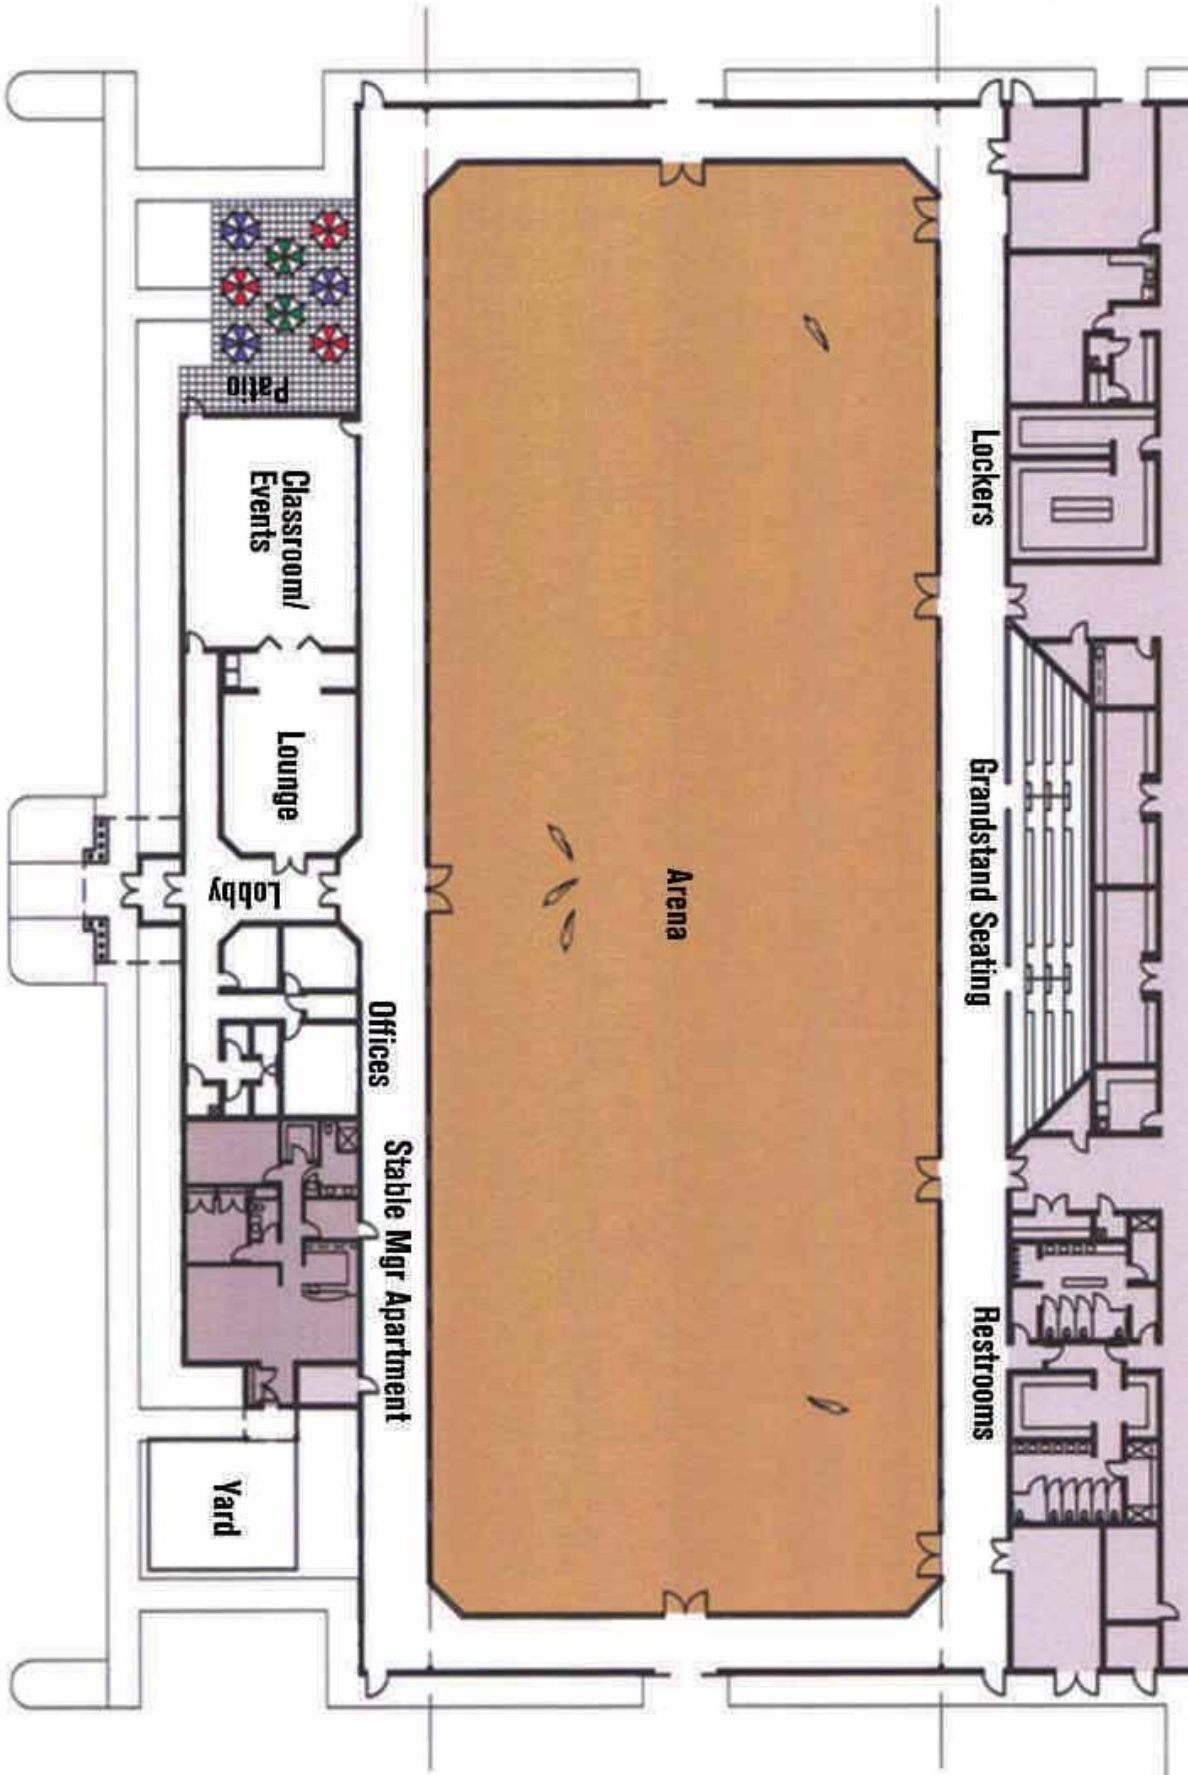 Lockers
Grandstand Seating
Restrooms
Arena
Offices
Stable Mgr Apartment
Patio
Classroom/
Events
Lounge
Lobby
Yard